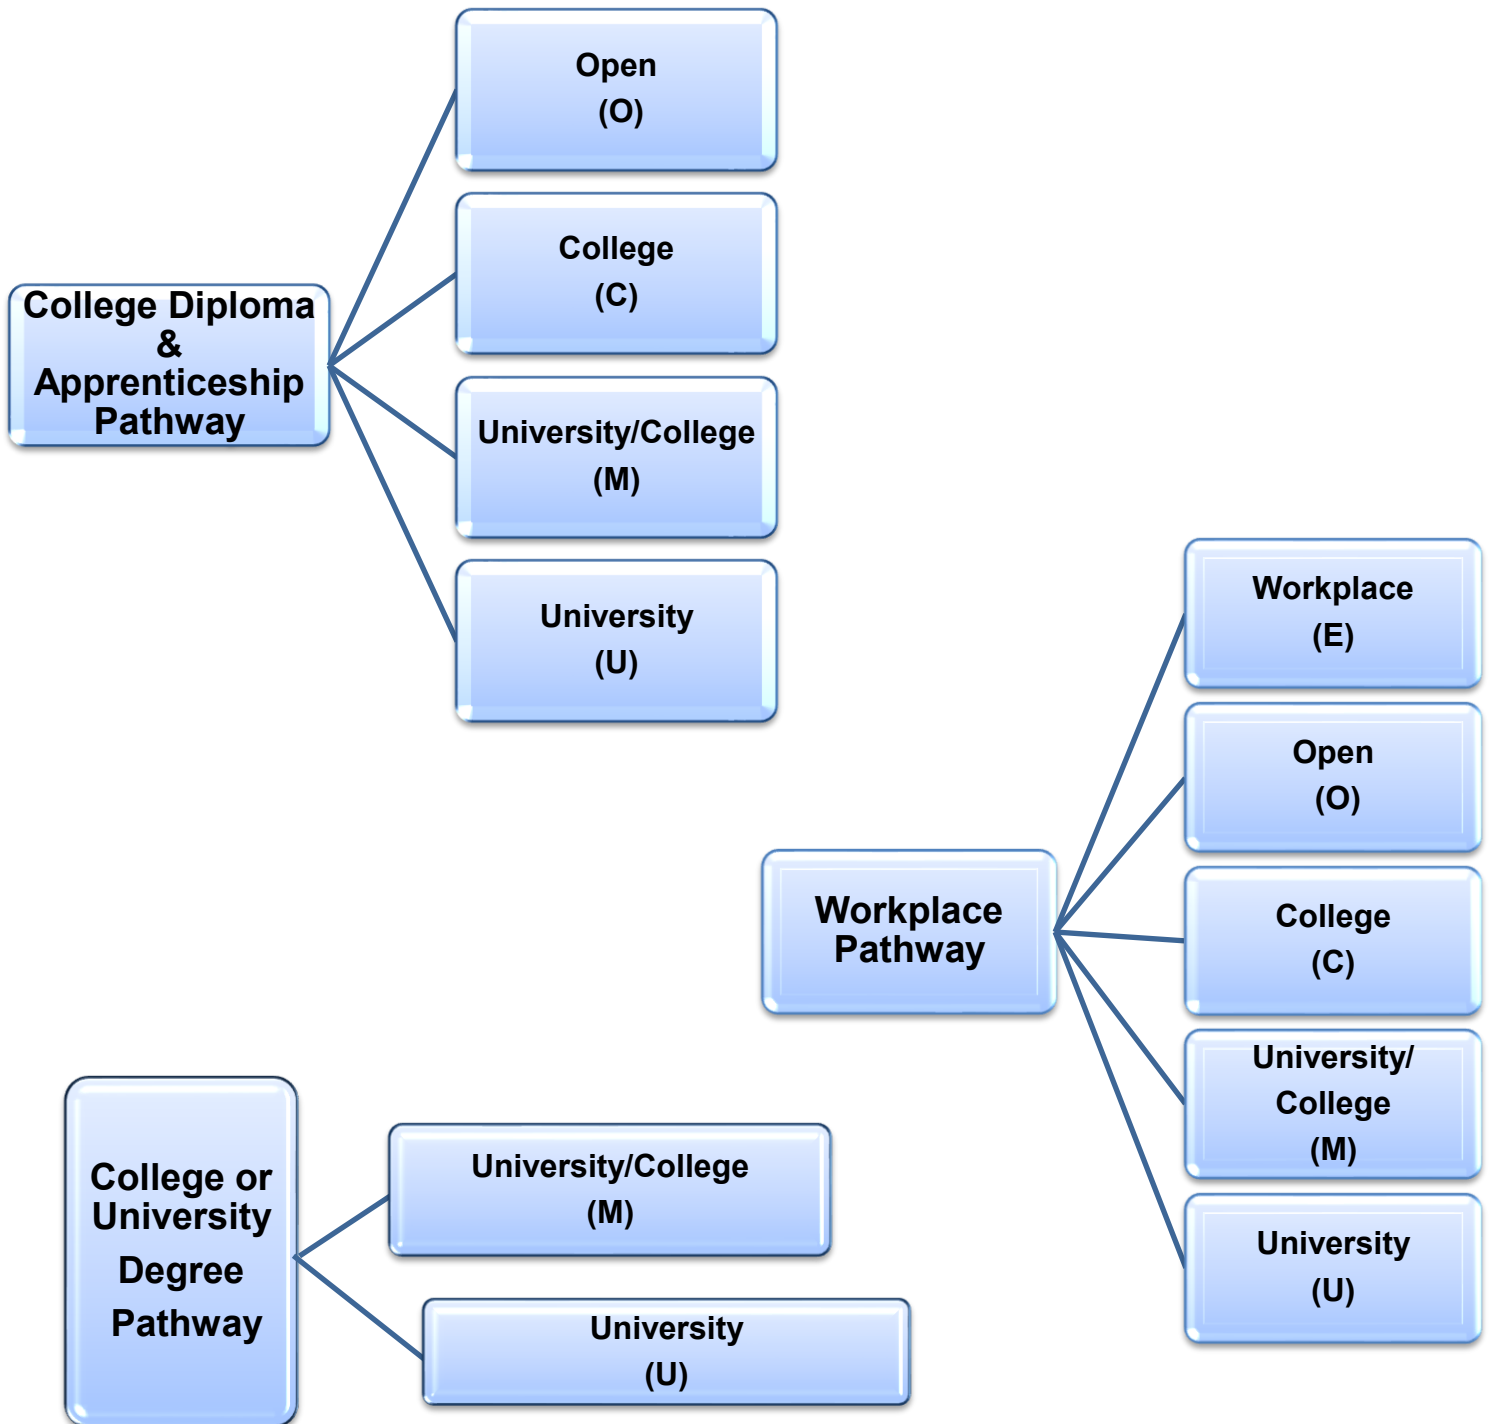 College Diploma
&
Apprenticeship
Pathway
Open
(O)
College
(C)
University/College
(M)
University
(U)
Workplace
Pathway
Workplace
(E)
Open
(O)
College
(C)
University/
College
(M)
University
(U)
College or
University
Degree
Pathway
University/College
(M)
University
(U)